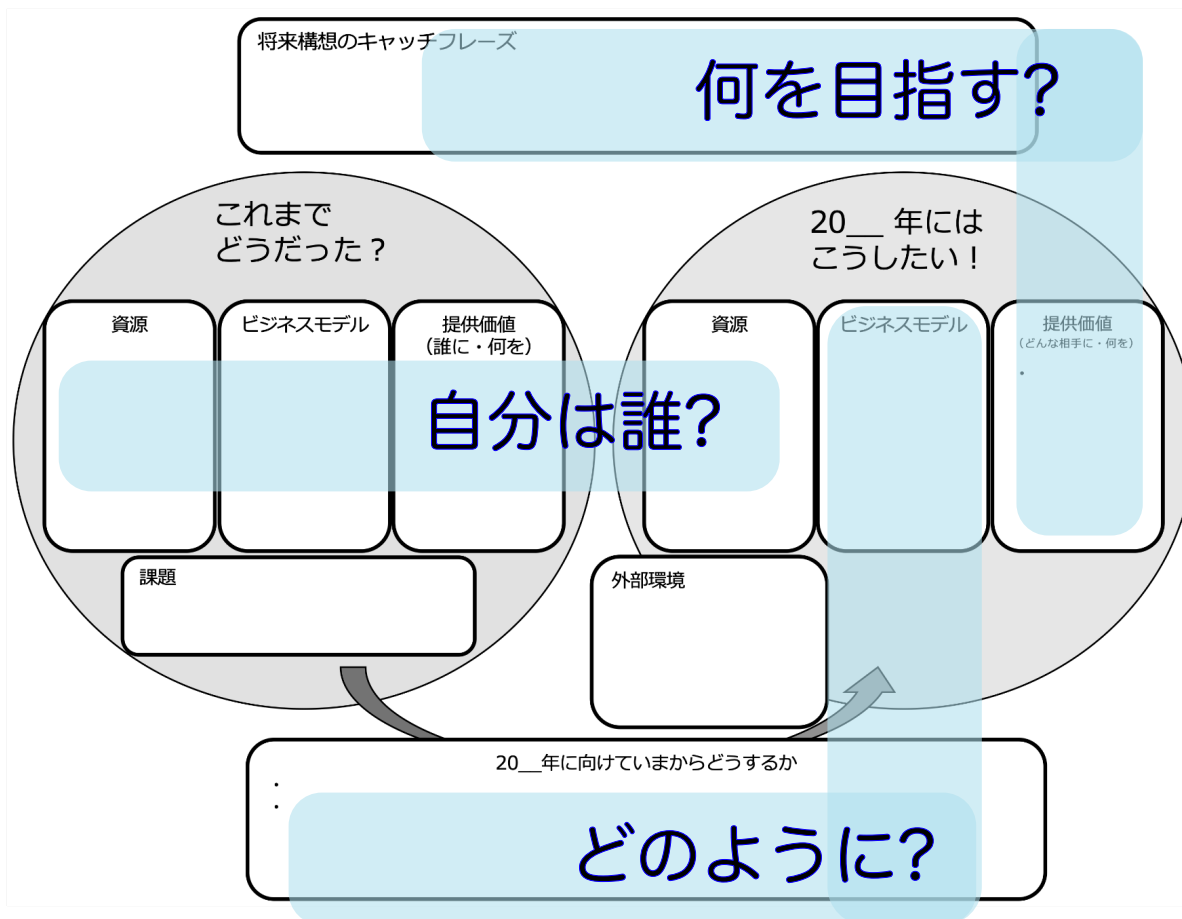 将来構想のキャッチフレーズ
何を目指す?
これまで
どうだった？
20__ 年には
こうしたい！
資源
ビジネスモデル
提供価値
（誰に・何を）
資源
ビジネスモデル
提供価値
（どんな相手に・何を）
・
自分は誰?
課題
外部環境
20__年に向けていまからどうするか
・
・
どのように?